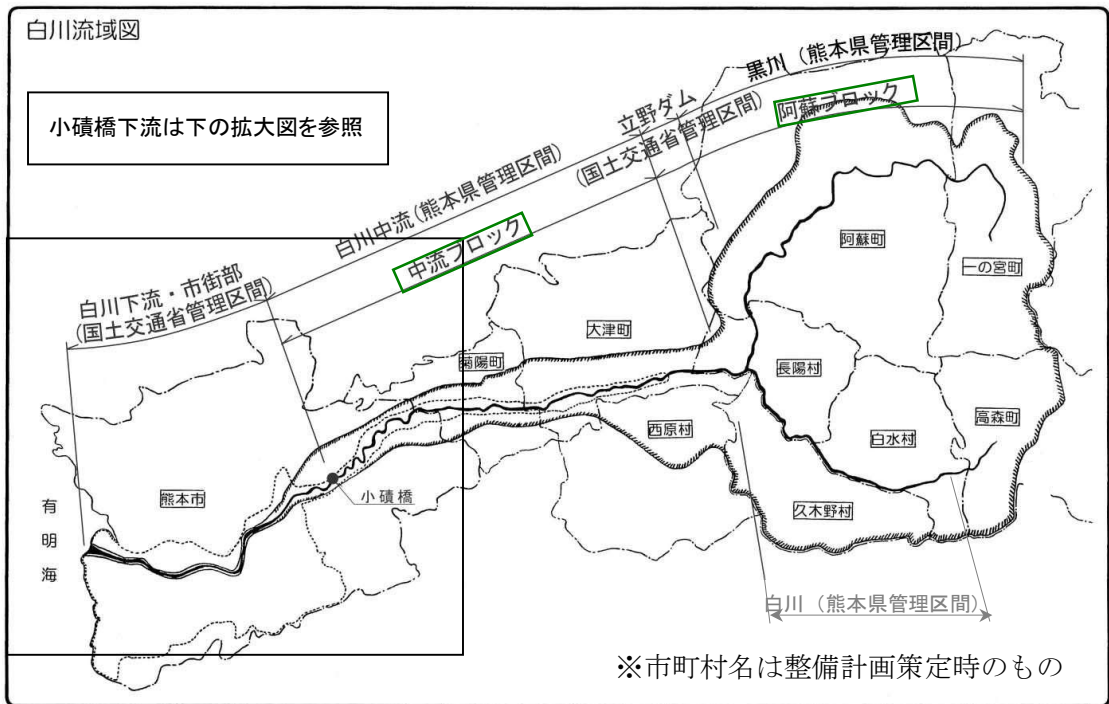 白川流域図
小磧橋下流は下の拡大図を参照
黒川（熊本県管理区間）
阿蘇ブロック
立野ダム
（国土交通省管理区間）
白川中流（熊本県管理区間）
中流ブロック
白川下流・市街部
（国土交通省管理区間）
阿蘇町
一の宮町
大津町
菊陽町
長陽村
高森町
西原村
白水村
熊本市
小磧橋
久木野村
有明海
白川（熊本県管理区間）
※市町村名は整備計画策定時のもの